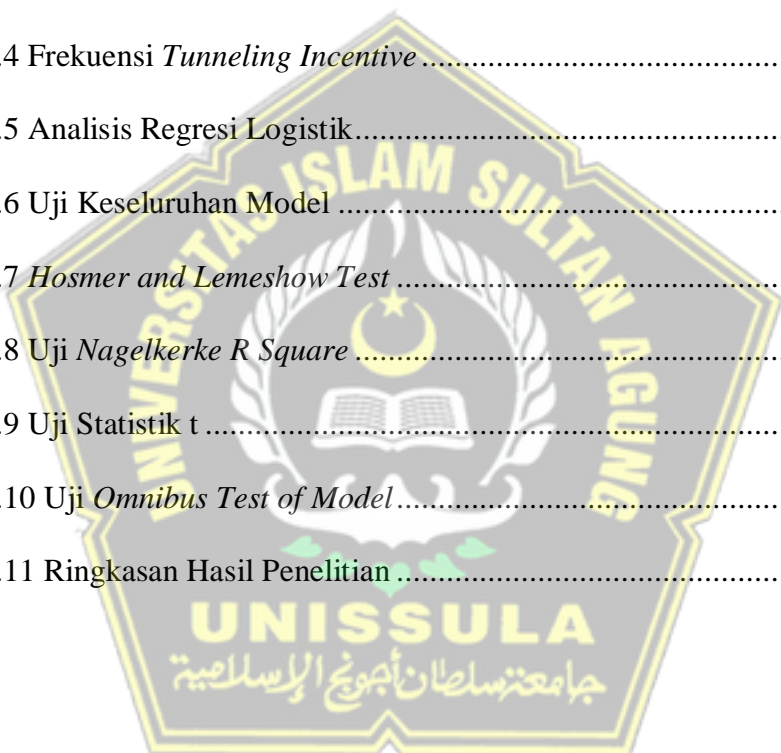 .4 Frekuensi Tunneling Incentive ........................................
.5 Analisis Regresi Logistik ........................................
.6 Uji Keseluruhan Model ........................................
.7 Hosmer and Lemeshow Test ........................................
.8 Uji Nagelkerke R Square ........................................
.9 Uji Statistik t ........................................
.10 Uji Omnibus Test of Model ........................................
.11 Ringkasan Hasil Penelitian ........................................
UNIVERSITAS ISLAM SULTAN AGUNG
UNISSULA
جامعة سلطان أجونج الإسلامية